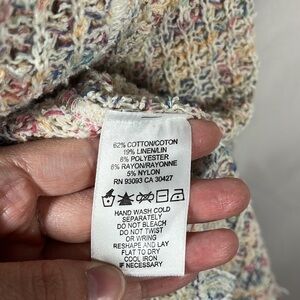 62% COTTON/COTON
19% LINEN/LIN
8% POLYESTER
6% RAYON/RAYONNE
5% NYLON
RN 93093 CA 30427
HAND WASH COLD
SEPARATELY
DO NOT BLEACH
DO NOT TWIST
OR WRING
RESHAPE AND LAY
FLAT TO DRY
COOL IRON
IF NECESSARY